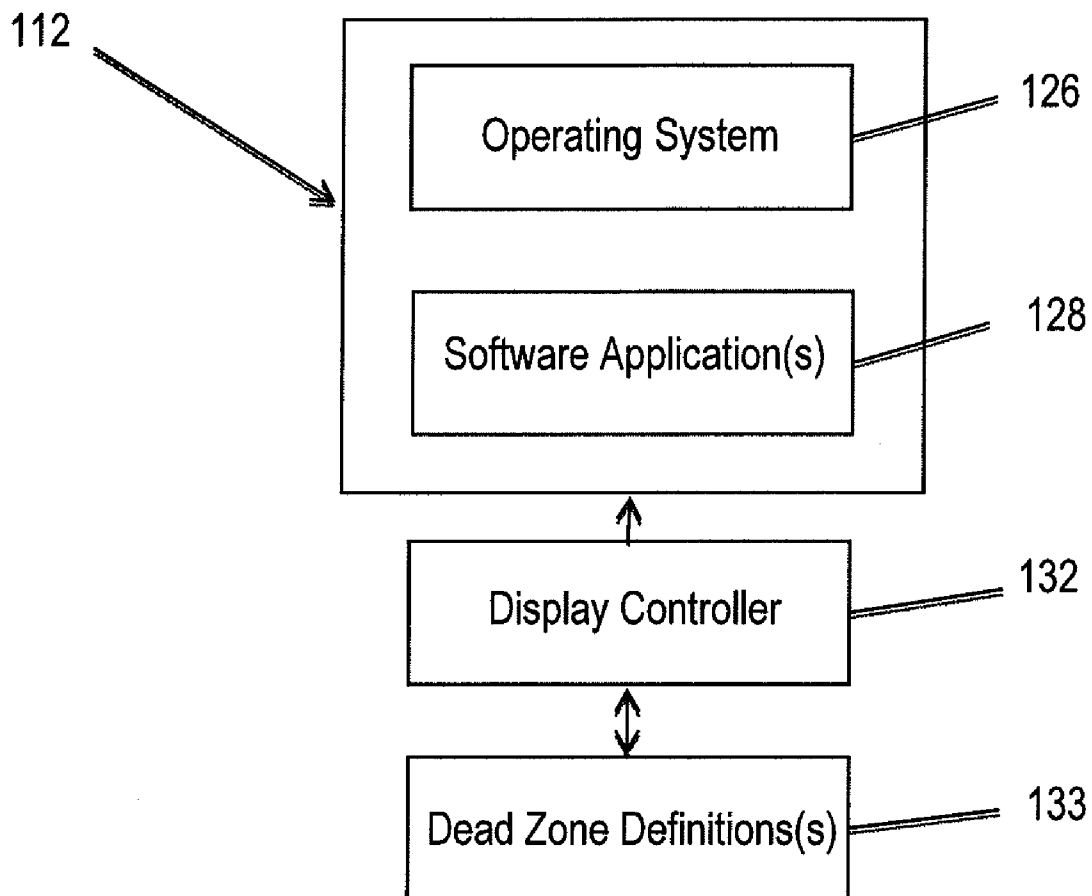 112
126
Operating System
128
Software Application(s)
132
Display Controller
133
Dead Zone Definitions(s)